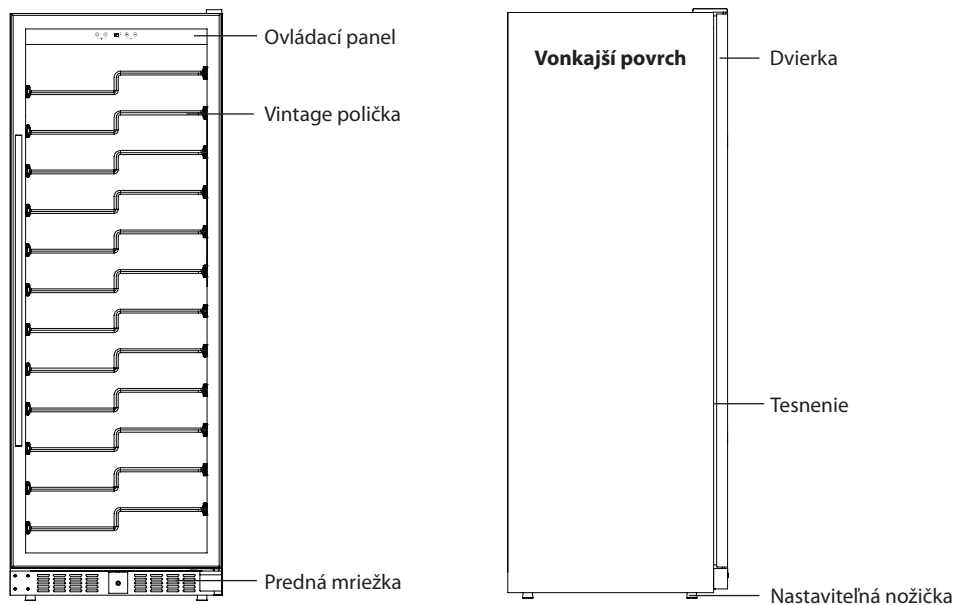 Ovládací panel
Vintage polička
Predná mriežka
Vonkajší povrch
Dvierka
Tesnenie
Nastaviteľná nožička